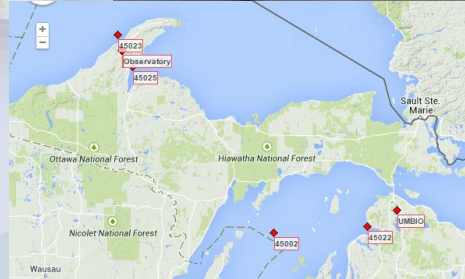 +
−
45023
Observatory
45025
Sault Ste.
Marie
Ottawa National Forest
Hiawatha National Forest
UMBIO
Nicolet National Forest
45022
45002
Wausau